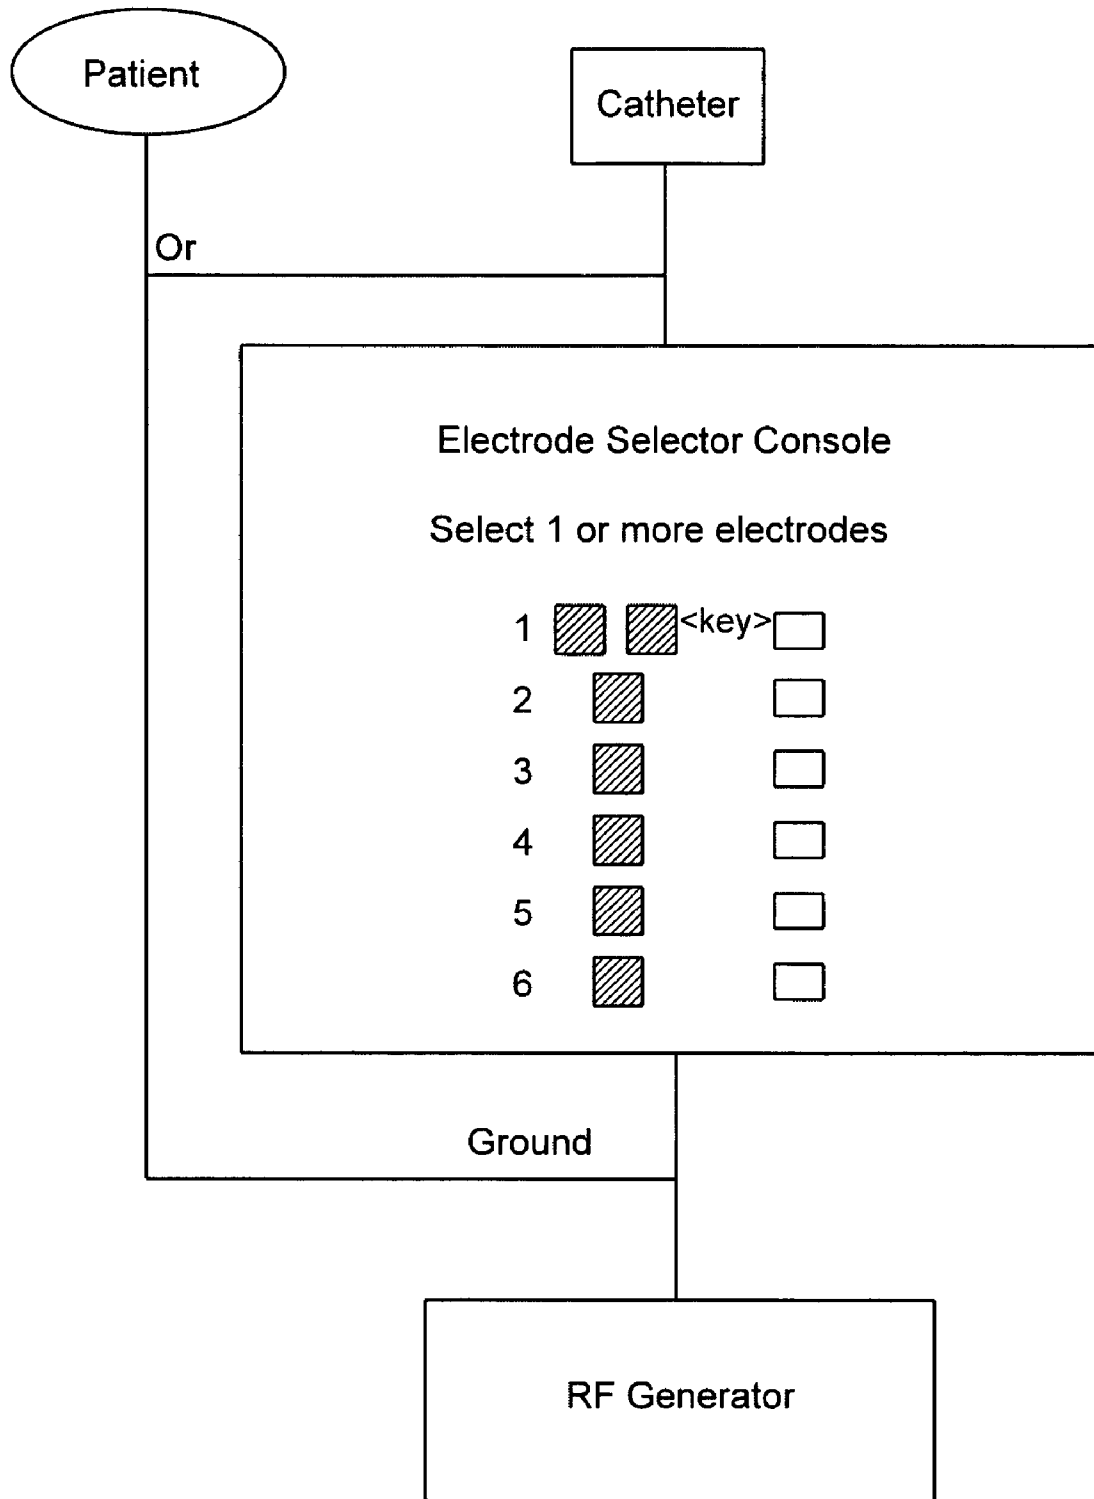 Patient
Catheter
Or
Electrode Selector Console
Select 1 or more electrodes
1 <key>
2
3
4
5
6
Ground
RF Generator